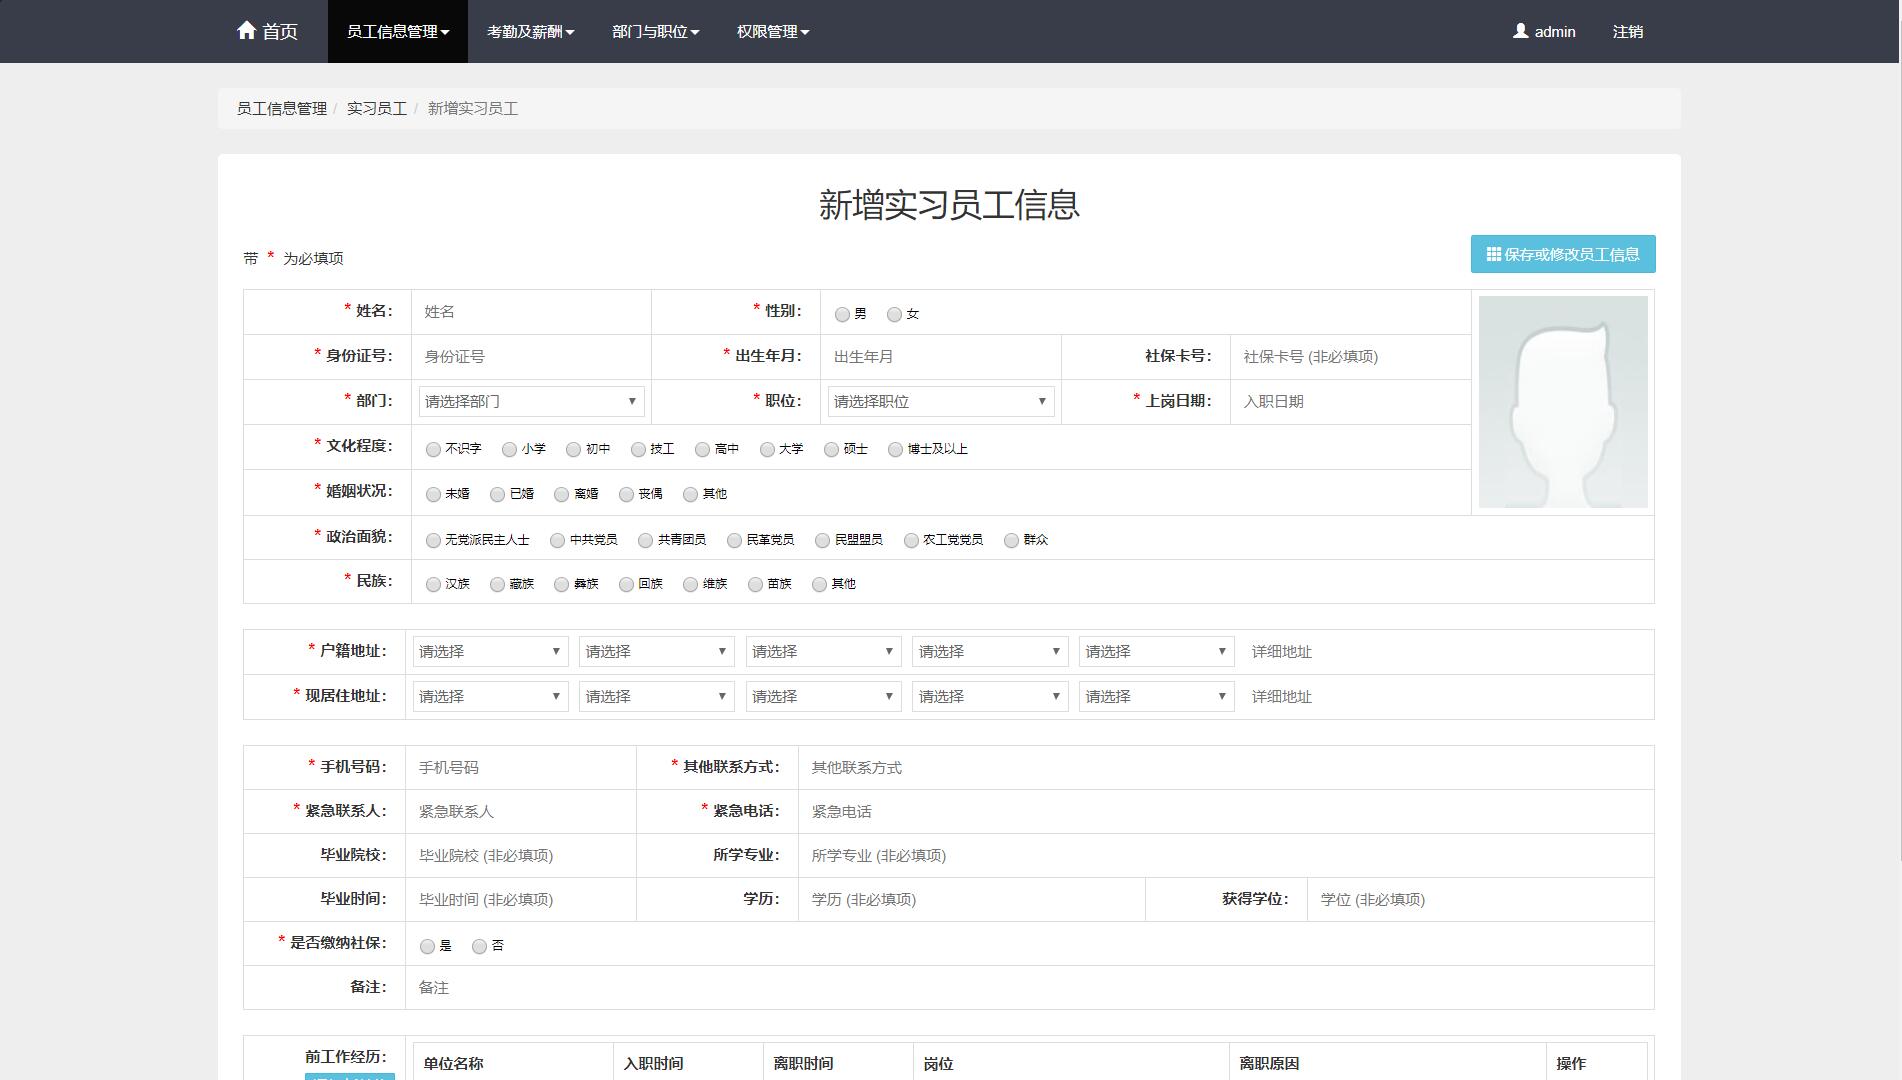 首页 员工信息管理 考勤及薪酬 部门与职位 权限管理 admin 注销
员工信息管理 / 实习员工 / 新增实习员工
新增实习员工信息
带 * 为必填项
保存或修改员工信息
* 姓名： 姓名 * 性别： 男 女
* 身份证号： 身份证号 * 出生年月： 出生年月 社保卡号： 社保卡号 (非必填项)
* 部门： 请选择部门 * 职位： 请选择职位 * 上岗日期： 入职日期
* 文化程度： 不识字 小学 初中 技工 高中 大学 硕士 博士及以上
* 婚姻状况： 未婚 已婚 离婚 丧偶 其他
* 政治面貌： 无党派民主人士 中共党员 共青团员 民革党员 民盟盟员 农工党党员 群众
* 民族： 汉族 藏族 彝族 回族 维族 苗族 其他
* 户籍地址： 请选择 请选择 请选择 请选择 请选择 详细地址
* 现居住地址： 请选择 请选择 请选择 请选择 请选择 详细地址
* 手机号码： 手机号码 * 其他联系方式： 其他联系方式
* 紧急联系人： 紧急联系人 * 紧急电话： 紧急电话
毕业院校： 毕业院校 (非必填项) 所学专业： 所学专业 (非必填项)
毕业时间： 毕业时间 (非必填项) 学历： 学历 (非必填项) 获得学位： 学位 (非必填项)
* 是否缴纳社保： 是 否
备注： 备注
前工作经历： 单位名称 入职时间 离职时间 岗位 离职原因 操作